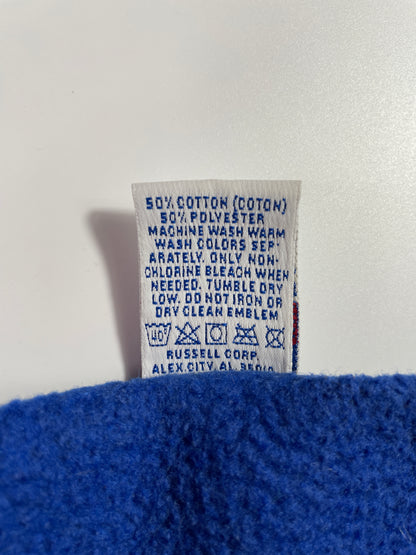 50% COTTON (COTON)
50% POLYESTER
MACHINE WASH WARM
WASH COLORS SEP-
ARATELY. ONLY NON-
CHLORINE BLEACH WHEN
NEEDED. TUMBLE DRY
LOW. DO NOT IRON OR
DRY CLEAN EMBLEM
40°
RUSSELL CORP.
ALEX. CITY, AL.